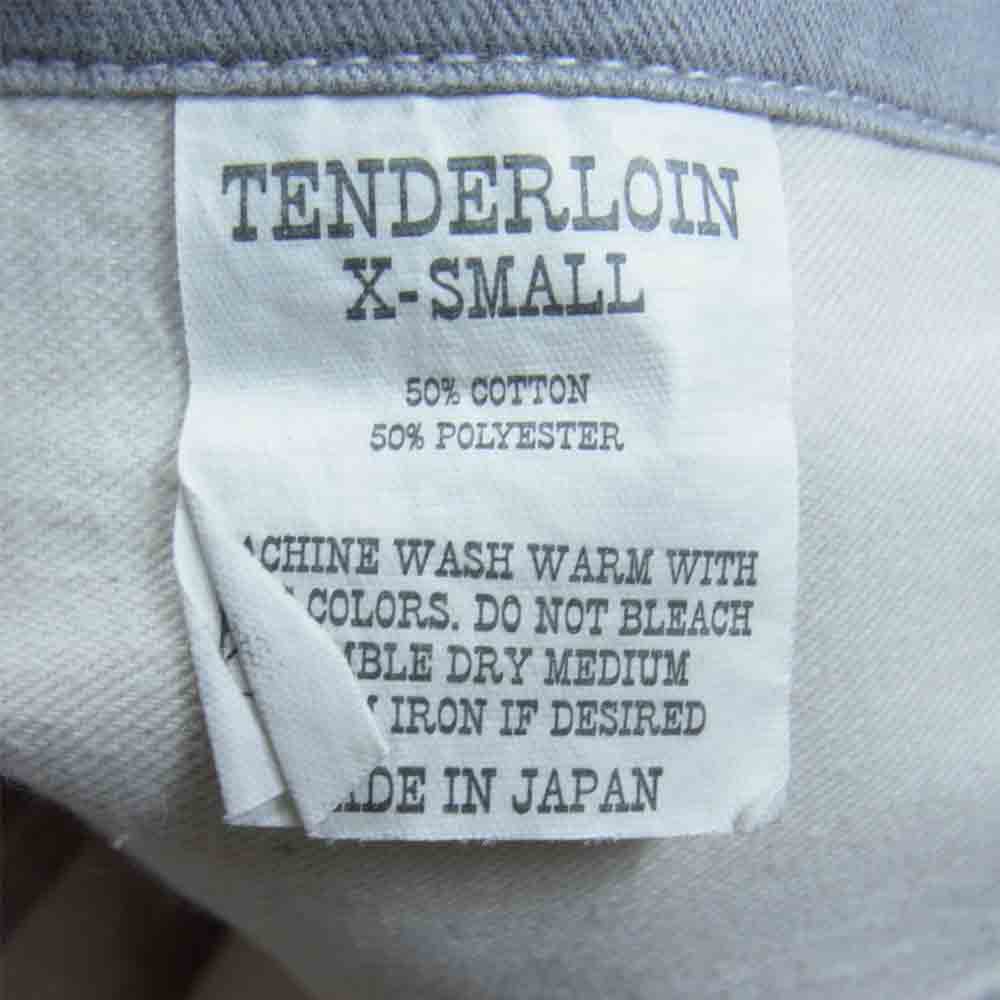 TENDERLOIN
X-SMALL
50% COTTON
50% POLYESTER
ACHINE WASH WARM WITH
COLORS. DO NOT BLEACH
MBLE DRY MEDIUM
IRON IF DESIRED
MADE IN JAPAN